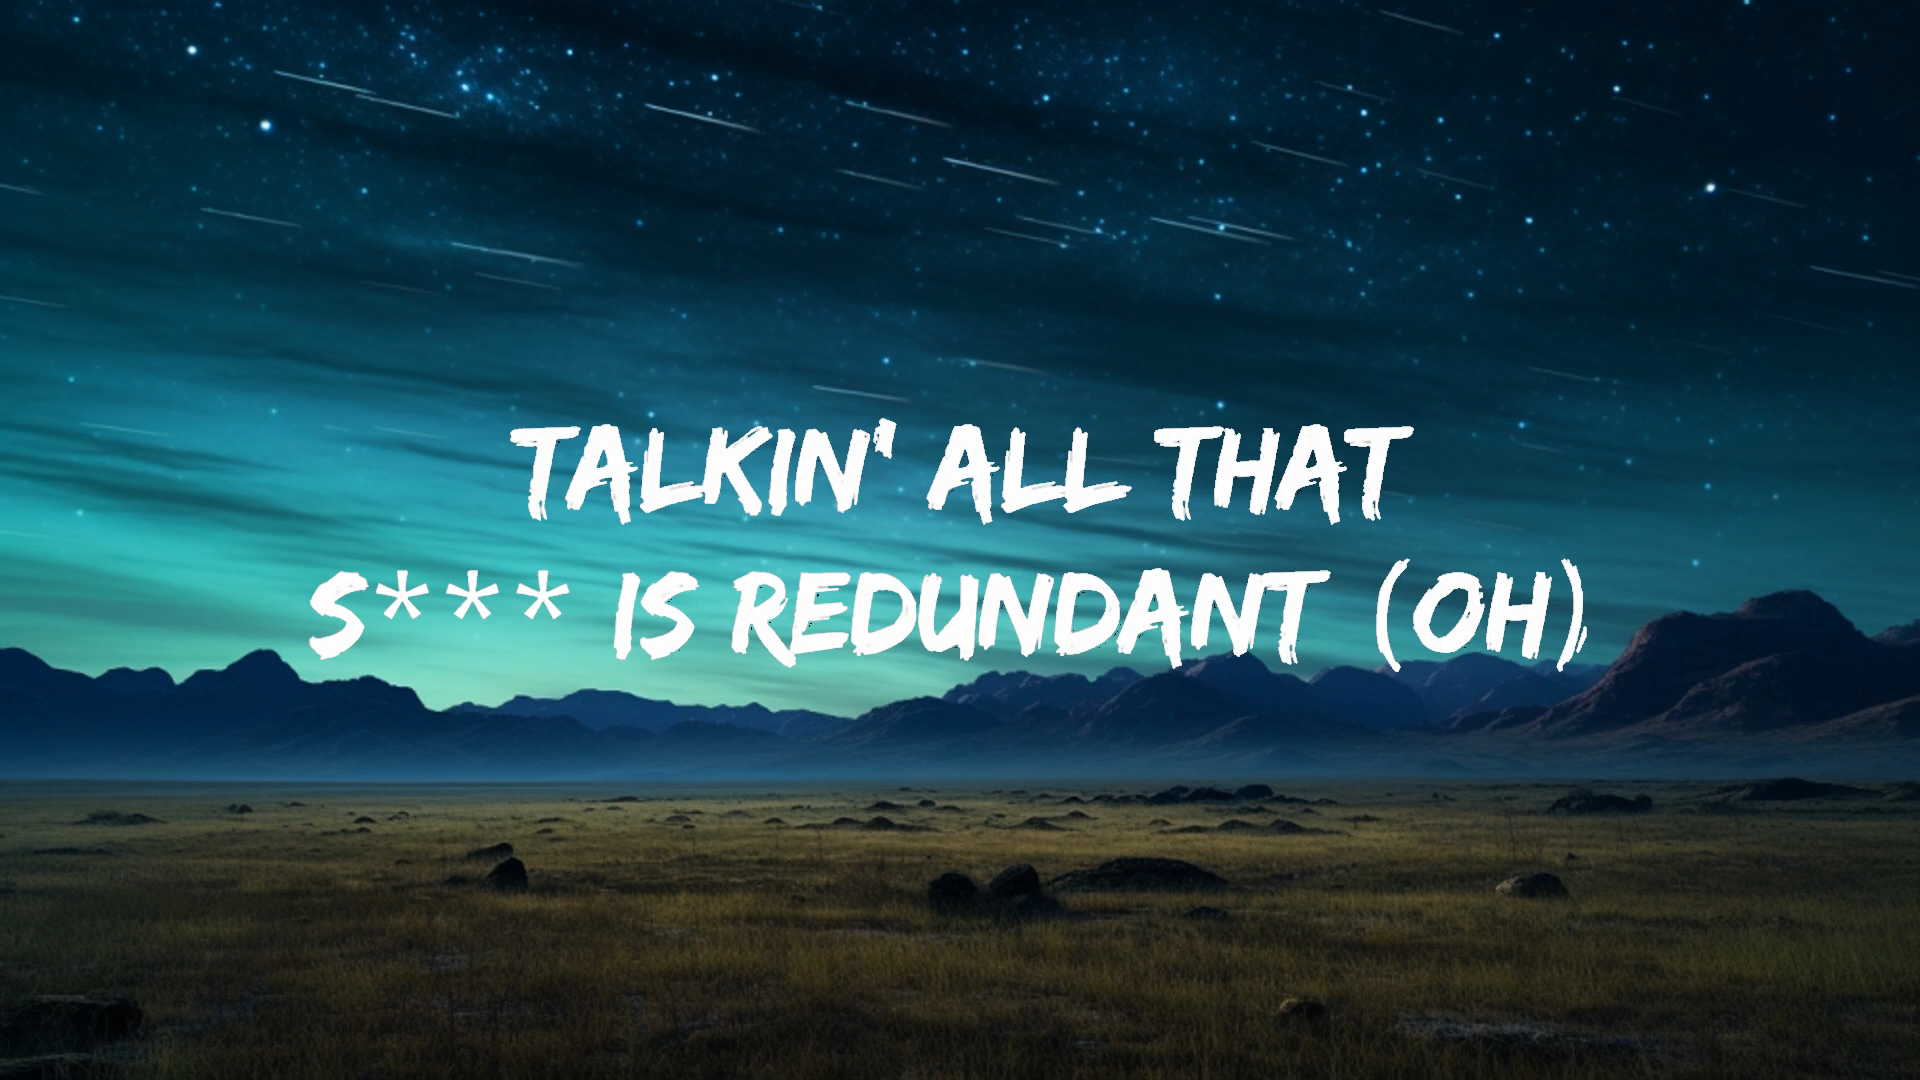 TALKIN' ALL THAT
S*** IS REDUNDANT (OH)